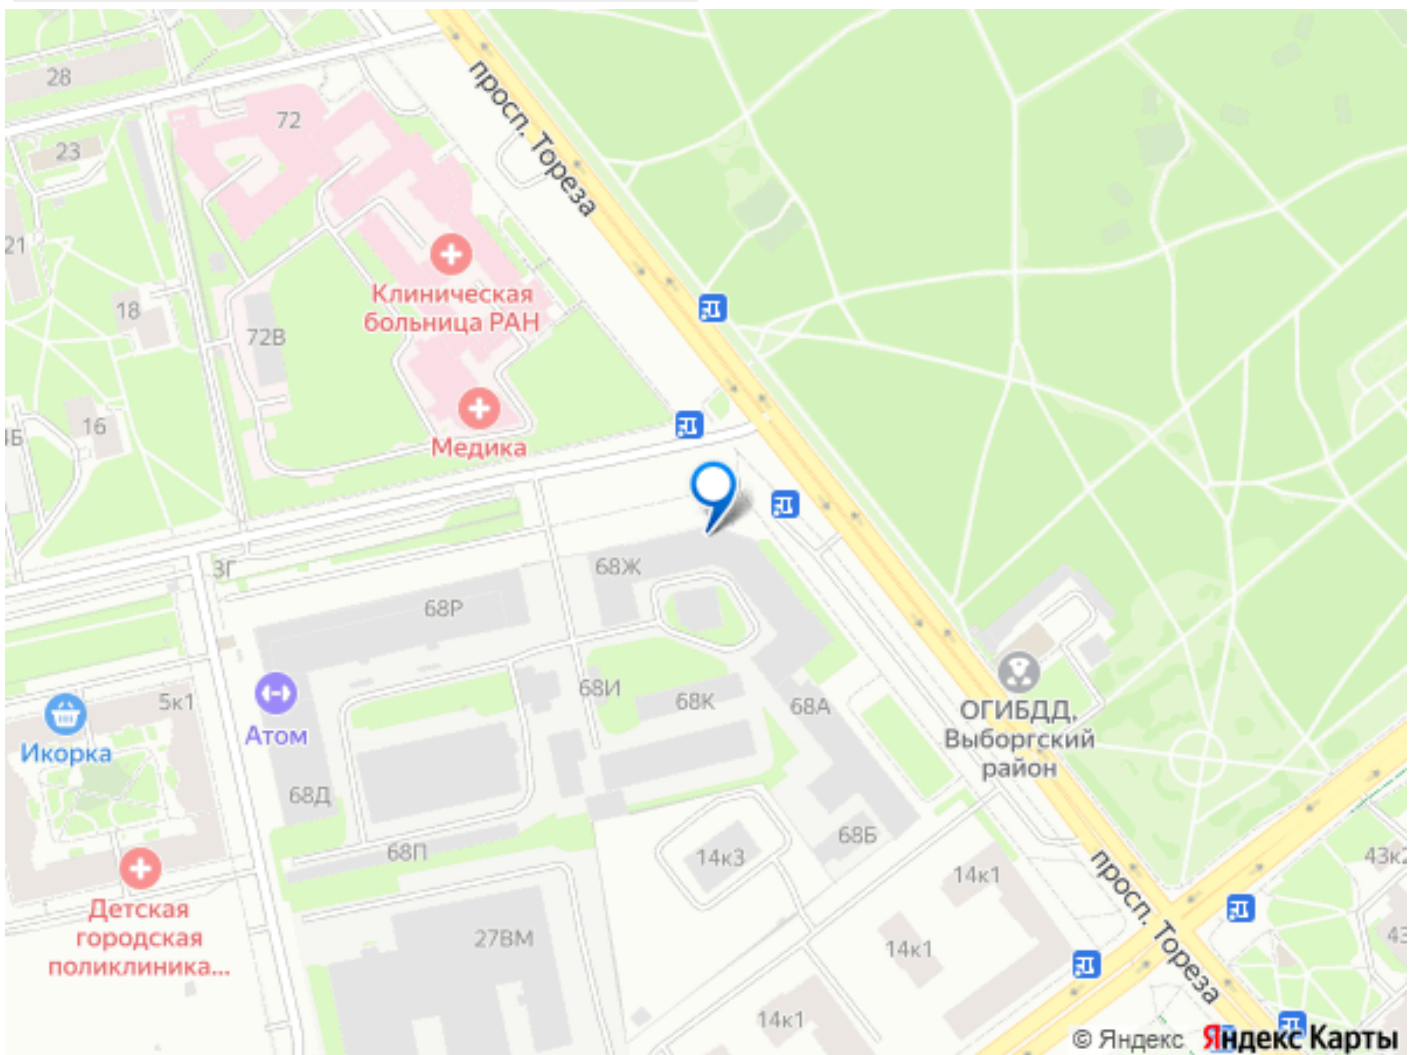 28
72
просп. Тореза
23
21
Клиническая
больница РАН
18
72В
16
4Б
Медика
3Г
68Ж
68Р
5к1
Икорка
Атом
68И
68К
68А
ОГИБДД,
Выборгский
район
68Д
68Б
68П
14к3
14к1
43к2
Детская
городская
поликлиника...
27ВМ
14к1
просп. Тореза
43
14к1
© Яндекс Яндекс Карты